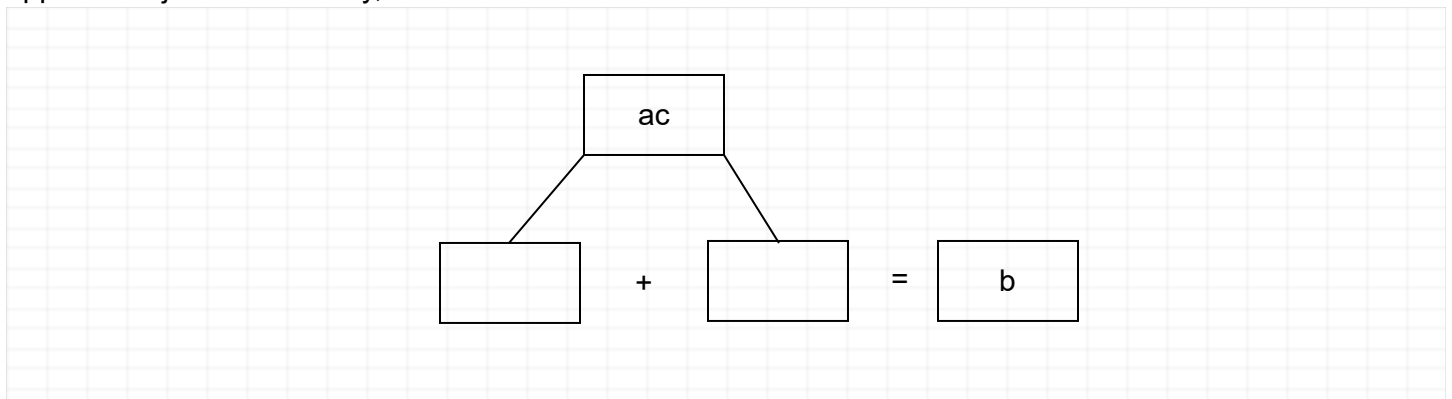 ac
+ = b